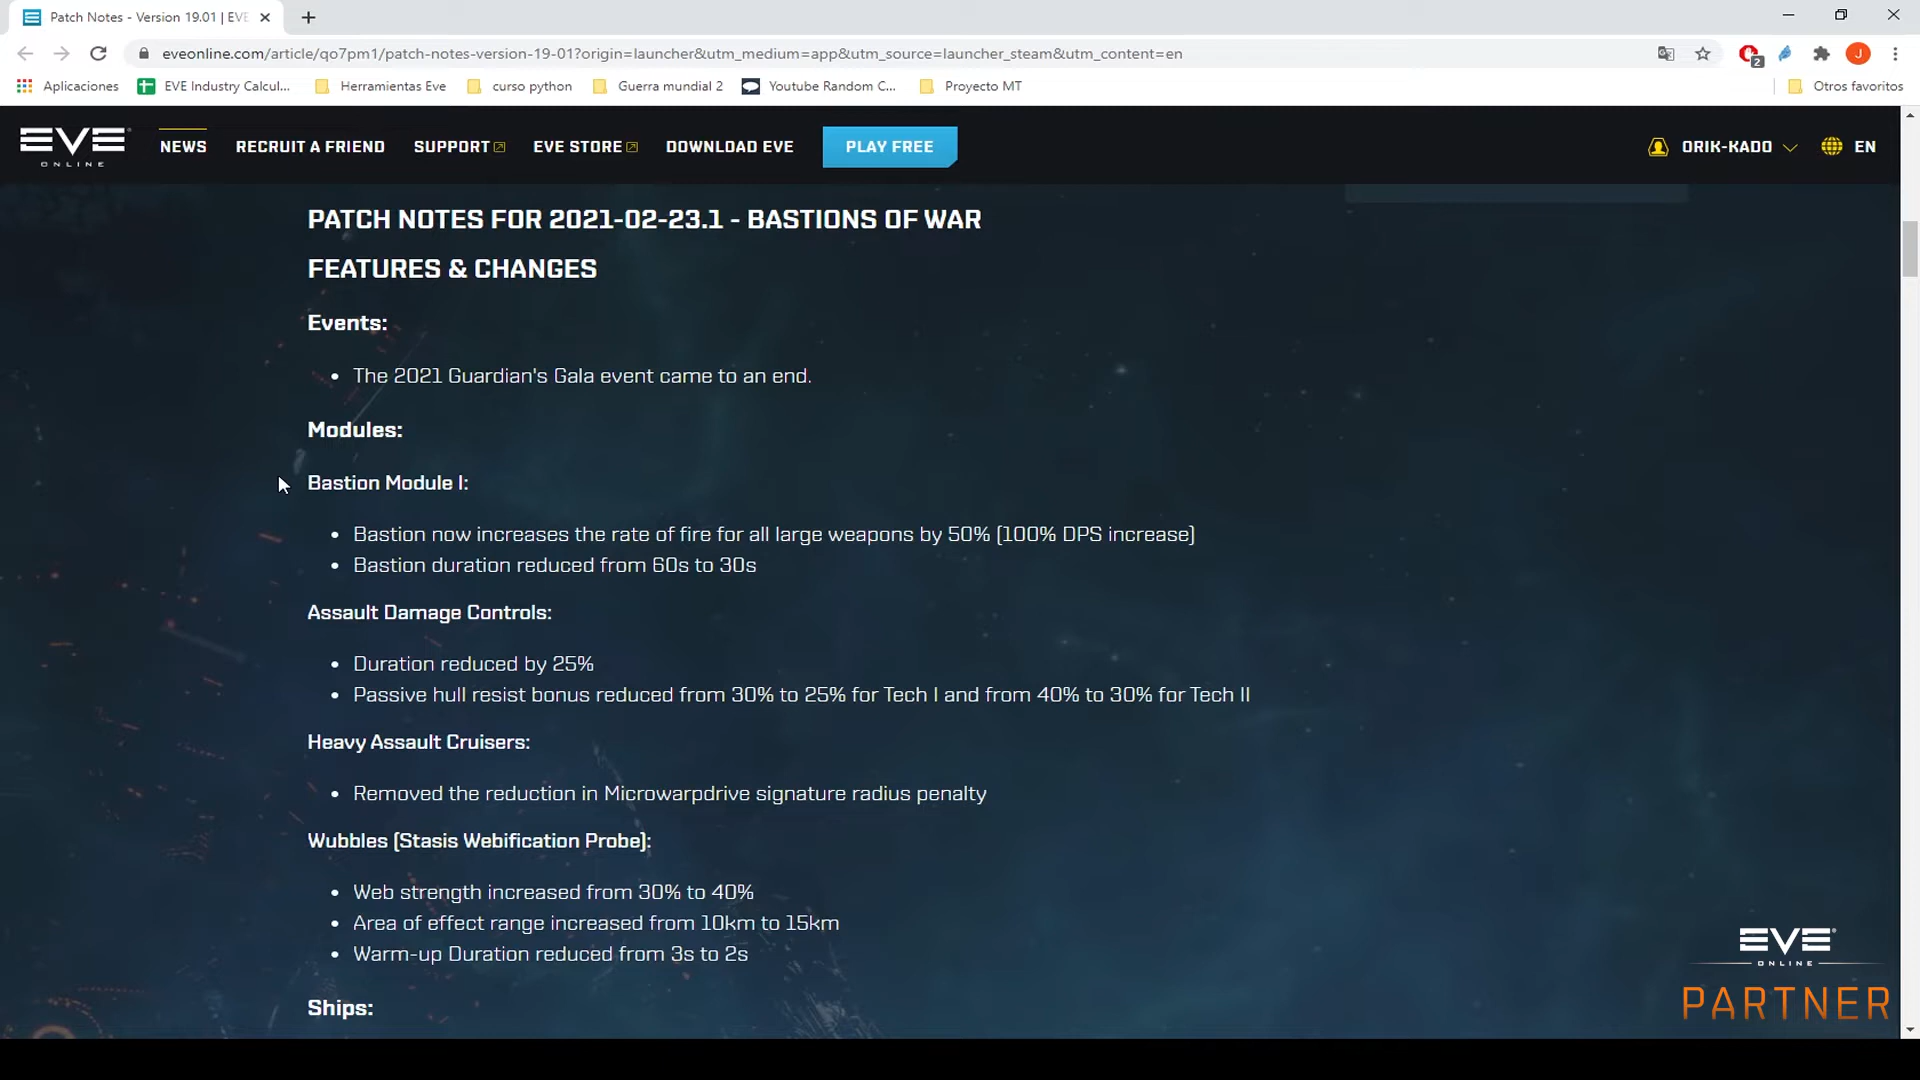 Patch Notes - Version 19.01 | EVE
eveonline.com/article/qo7pm1/patch-notes-version-19-01?origin=launcher&utm_medium=app&utm_source=launcher_steam&utm_content=en
2
J
Aplicaciones
EVE Industry Calcul...
Herramientas Eve
curso python
Guerra mundial 2
Youtube Random C...
Proyecto MT
Otros favoritos
EVE
ONLINE
NEWS
RECRUIT A FRIEND
SUPPORT
EVE STORE
DOWNLOAD EVE
PLAY FREE
ORIK-KADO
EN
PATCH NOTES FOR 2021-02-23.1 - BASTIONS OF WAR
FEATURES & CHANGES
Events:
• The 2021 Guardian's Gala event came to an end.
Modules:
Bastion Module I:
• Bastion now increases the rate of fire for all large weapons by 50% (100% DPS increase)
• Bastion duration reduced from 60s to 30s
Assault Damage Controls:
• Duration reduced by 25%
• Passive hull resist bonus reduced from 30% to 25% for Tech I and from 40% to 30% for Tech II
Heavy Assault Cruisers:
• Removed the reduction in Microwarpdrive signature radius penalty
Wubbles (Stasis Webification Probe):
• Web strength increased from 30% to 40%
• Area of effect range increased from 10km to 15km
• Warm-up Duration reduced from 3s to 2s
Ships:
EVE
ONLINE
PARTNER